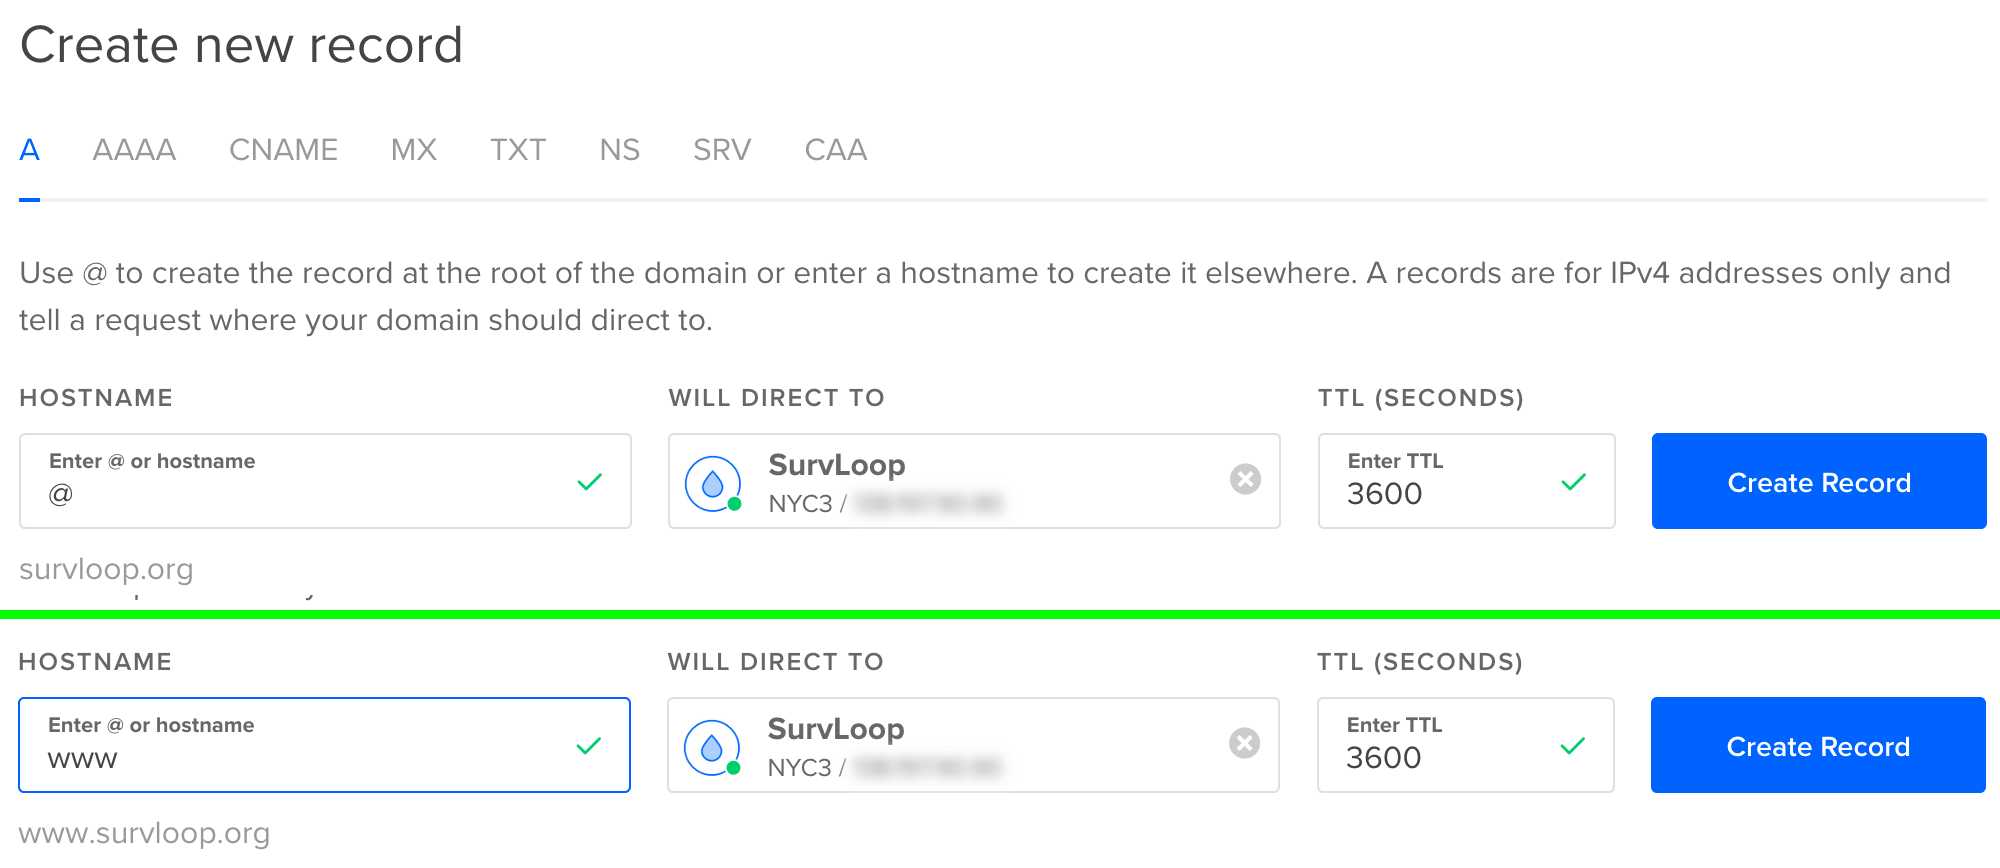 Create new record
A AAAA CNAME MX TXT NS SRV CAA
Use @ to create the record at the root of the domain or enter a hostname to create it elsewhere. A records are for IPv4 addresses only and
tell a request where your domain should direct to.
HOSTNAME WILL DIRECT TO TTL (SECONDS)
Enter @ or hostname SurvLoop Enter TTL
@ NYC3 / 3600 Create Record
survloop.org
HOSTNAME WILL DIRECT TO TTL (SECONDS)
Enter @ or hostname SurvLoop Enter TTL
www NYC3 / 3600 Create Record
www.survloop.org